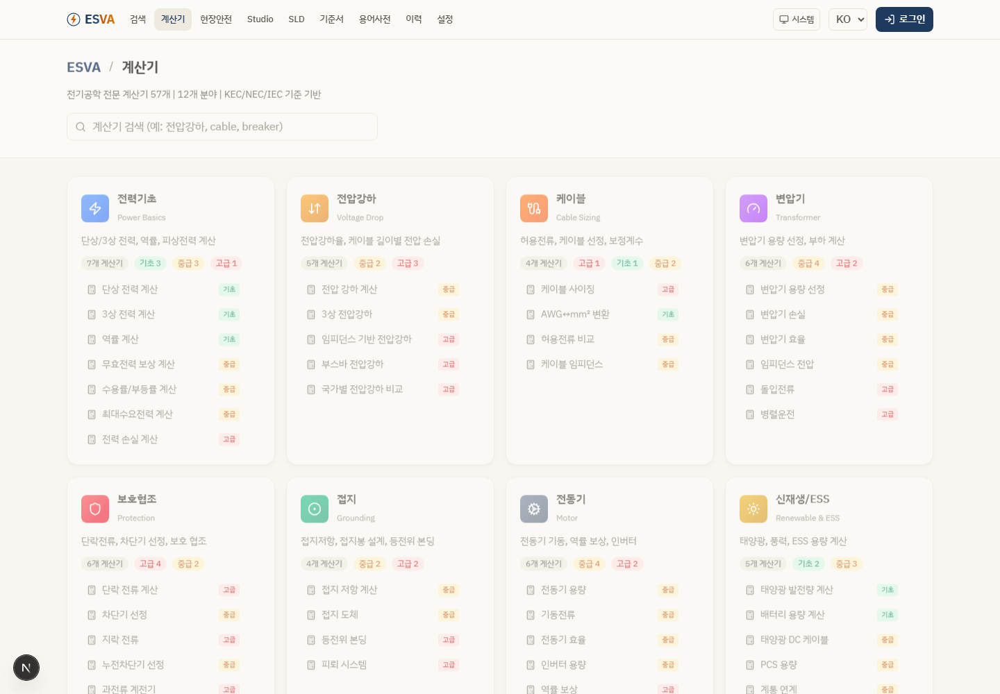 ESVA 검색 계산기 현장안전 Studio SLD 기준서 용어사전 이력 설정 시스템 KO 로그인
ESVA / 계산기
전기공학 전문 계산기 57개 | 12개 분야 | KEC/NEC/IEC 기준 기반
계산기 검색 (예: 전압강하, cable, breaker)
전력기초
Power Basics
단상/3상 전력, 역률, 피상전력 계산
7개 계산기 기초 3 중급 3 고급 1
단상 전력 계산 기초
3상 전력 계산 기초
역률 계산 기초
무효전력 보상 계산 중급
수용률/부등률 계산 중급
최대수요전력 계산 중급
전력 손실 계산 고급
전압강하
Voltage Drop
전압강하율, 케이블 길이별 전압 손실
5개 계산기 중급 2 고급 3
전압 강하 계산 중급
3상 전압강하 중급
임피던스 기반 전압강하 고급
부스바 전압강하 고급
국가별 전압강하 비교 고급
케이블
Cable Sizing
허용전류, 케이블 선정, 보정계수
4개 계산기 고급 1 기초 1 중급 2
케이블 사이징 고급
AWG↔mm² 변환 기초
허용전류 비교 중급
케이블 임피던스 중급
변압기
Transformer
변압기 용량 선정, 부하 계산
6개 계산기 중급 4 고급 2
변압기 용량 선정 중급
변압기 손실 중급
변압기 효율 중급
임피던스 전압 중급
돌입전류 고급
병렬운전 고급
보호협조
Protection
단락전류, 차단기 선정, 보호 협조
6개 계산기 고급 4 중급 2
단락 전류 계산 고급
차단기 선정 중급
지락 전류 고급
누전차단기 선정 중급
과전류 계전기 고급
접지
Grounding
접지저항, 접지봉 설계, 등전위 본딩
4개 계산기 중급 2 고급 2
접지 저항 계산 중급
접지 도체 중급
등전위 본딩 고급
피뢰 시스템 고급
전동기
Motor
전동기 기동, 역률 보상, 인버터
6개 계산기 중급 4 고급 2
전동기 용량 중급
기동전류 중급
전동기 효율 중급
인버터 용량 중급
역률 보상 고급
신재생/ESS
Renewable & ESS
태양광, 풍력, ESS 용량 계산
5개 계산기 기초 2 중급 3
태양광 발전량 계산 기초
배터리 용량 계산 기초
태양광 DC 케이블 중급
PCS 용량 중급
계통 연계 중급
N